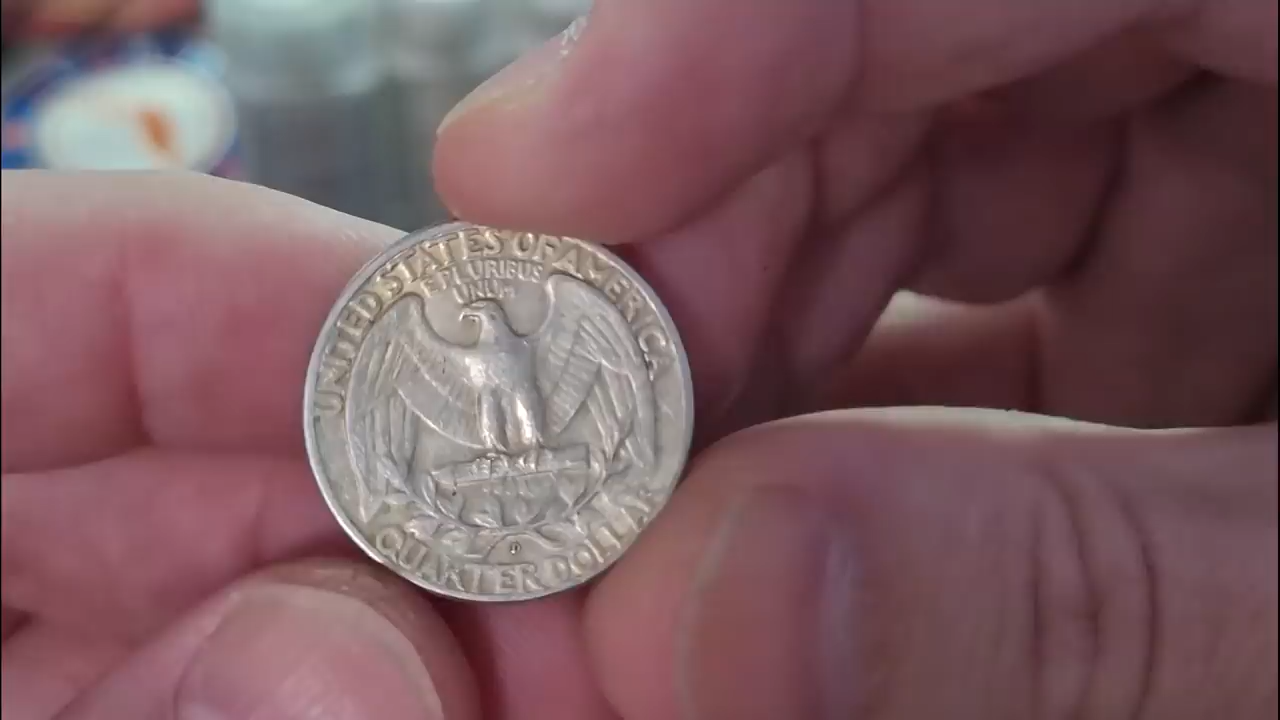 UNITED STATES OF AMERICA
E PLURIBUS
UNUM
D
QUARTER DOLLAR